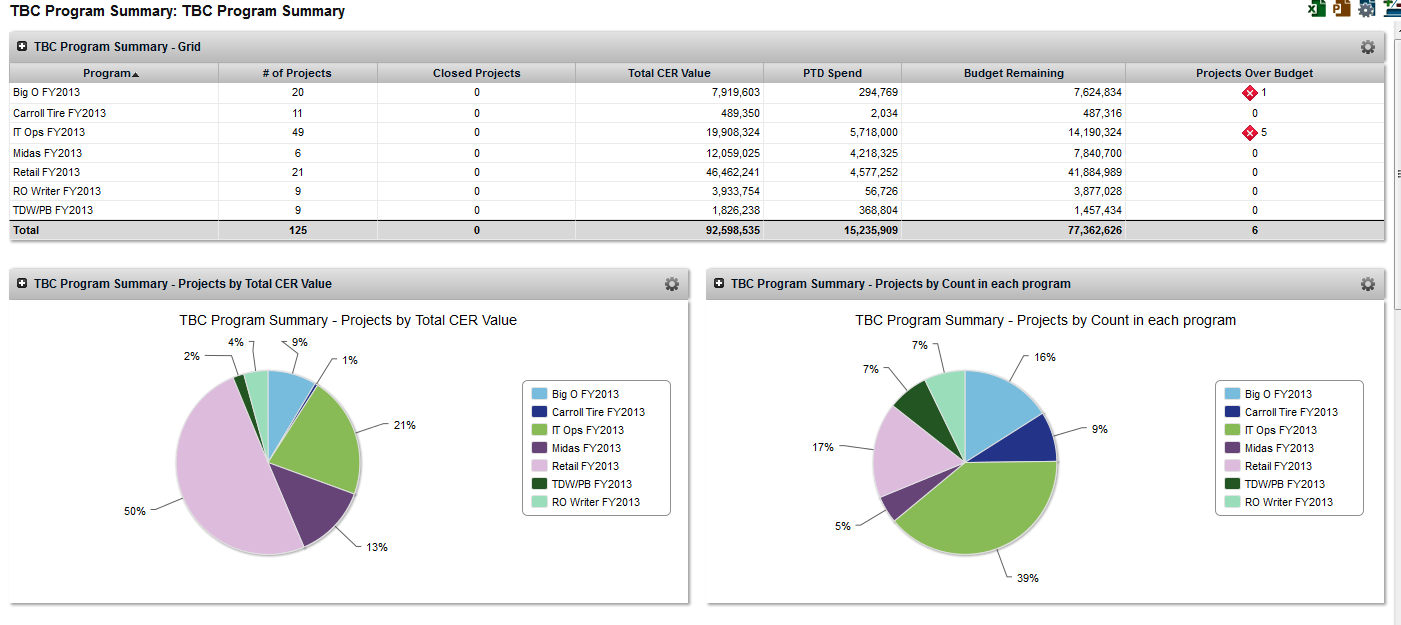 TBC Program Summary: TBC Program Summary
TBC Program Summary - Grid
Program # of Projects Closed Projects Total CER Value PTD Spend Budget Remaining Projects Over Budget
Big O FY2013 20 0 7,919,603 294,769 7,624,834 1
Carroll Tire FY2013 11 0 489,350 2,034 487,316 0
IT Ops FY2013 49 0 19,908,324 5,718,000 14,190,324 5
Midas FY2013 6 0 12,059,025 4,218,325 7,840,700 0
Retail FY2013 21 0 46,462,241 4,577,252 41,884,989 0
RO Writer FY2013 9 0 3,933,754 56,726 3,877,028 0
TDW/PB FY2013 9 0 1,826,238 368,804 1,457,434 0
Total 125 0 92,598,535 15,235,909 77,362,626 6
TBC Program Summary - Projects by Total CER Value
TBC Program Summary - Projects by Total CER Value
4% 9%
2% 1%
21%
50%
13%
Big O FY2013
Carroll Tire FY2013
IT Ops FY2013
Midas FY2013
Retail FY2013
TDW/PB FY2013
RO Writer FY2013
TBC Program Summary - Projects by Count in each program
TBC Program Summary - Projects by Count in each program
7%
16%
7%
9%
17%
5%
39%
Big O FY2013
Carroll Tire FY2013
IT Ops FY2013
Midas FY2013
Retail FY2013
TDW/PB FY2013
RO Writer FY2013